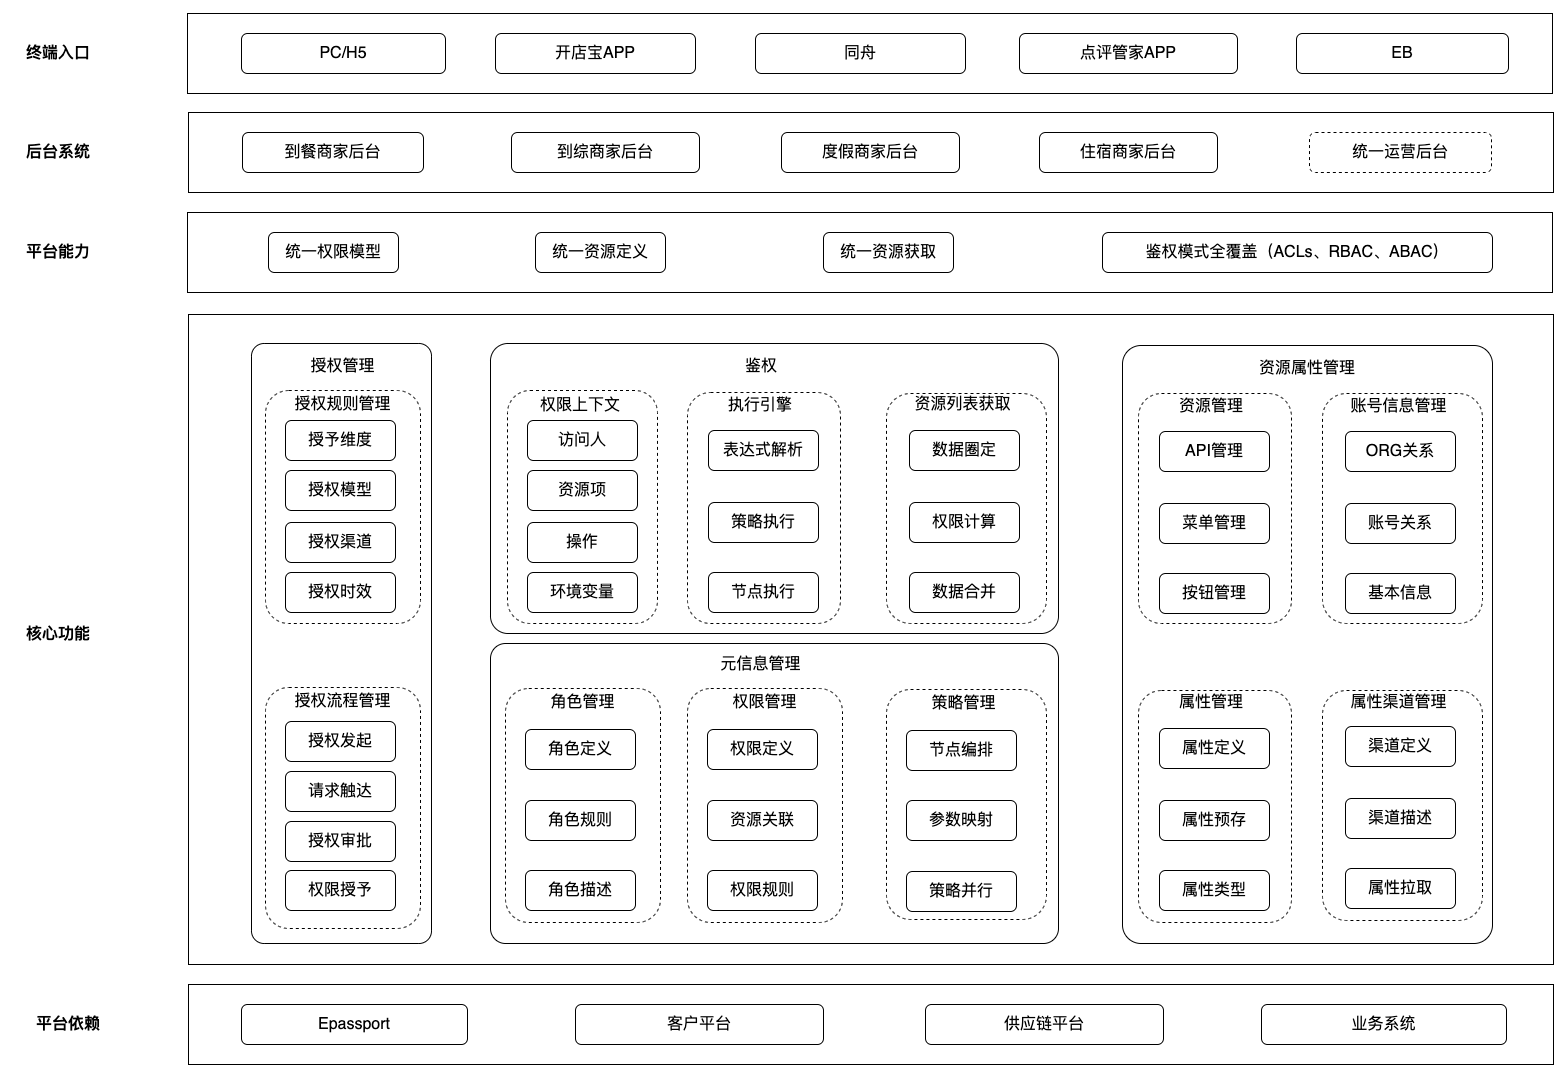 终端入口
PC/H5
开店宝APP
同舟
点评管家APP
EB
后台系统
到餐商家后台
到综商家后台
度假商家后台
住宿商家后台
统一运营后台
平台能力
统一权限模型
统一资源定义
统一资源获取
鉴权模式全覆盖（ACLs、RBAC、ABAC）
核心功能
授权管理
授权规则管理
授予维度
授权模型
授权渠道
授权时效
授权流程管理
授权发起
请求触达
授权审批
权限授予
鉴权
权限上下文
访问人
资源项
操作
环境变量
执行引擎
表达式解析
策略执行
节点执行
资源列表获取
数据圈定
权限计算
数据合并
元信息管理
角色管理
角色定义
角色规则
角色描述
权限管理
权限定义
资源关联
权限规则
策略管理
节点编排
参数映射
策略并行
资源属性管理
资源管理
API管理
菜单管理
按钮管理
账号信息管理
ORG关系
账号关系
基本信息
属性管理
属性定义
属性预存
属性类型
属性渠道管理
渠道定义
渠道描述
属性拉取
平台依赖
Epassport
客户平台
供应链平台
业务系统